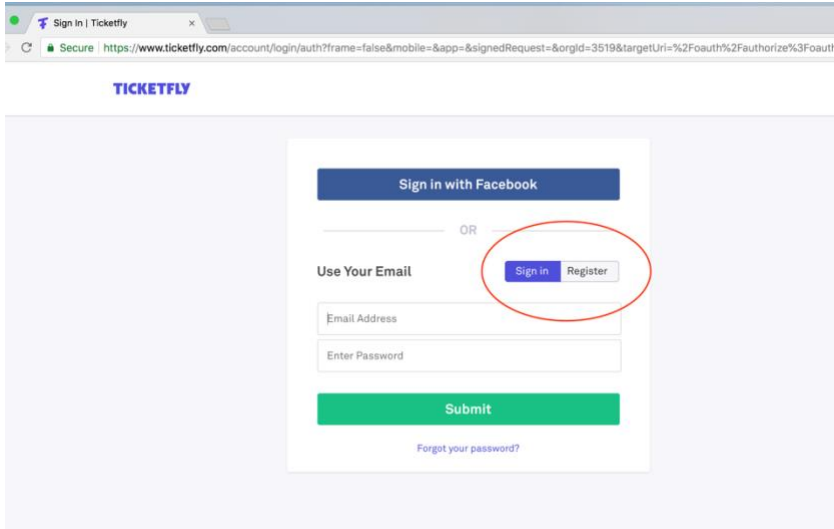 Sign In | Ticketfly ×
Secure https://www.ticketfly.com/account/login/auth?frame=false&mobile=&app=&signedRequest=&orgId=3519&targetUri=%2Foauth%2Fauthorize%3Foauth
TICKETFLY
Sign in with Facebook
OR
Use Your Email Sign in Register
Email Address
Enter Password
Submit
Forgot your password?